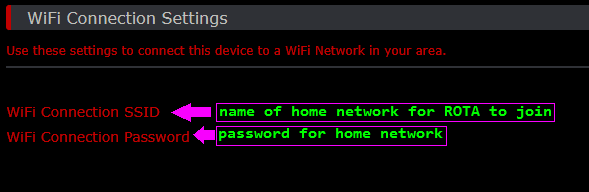 WiFi Connection Settings
Use these settings to connect this device to a WiFi Network in your area.
WiFi Connection SSID name of home network for ROTA to join
WiFi Connection Password password for home network